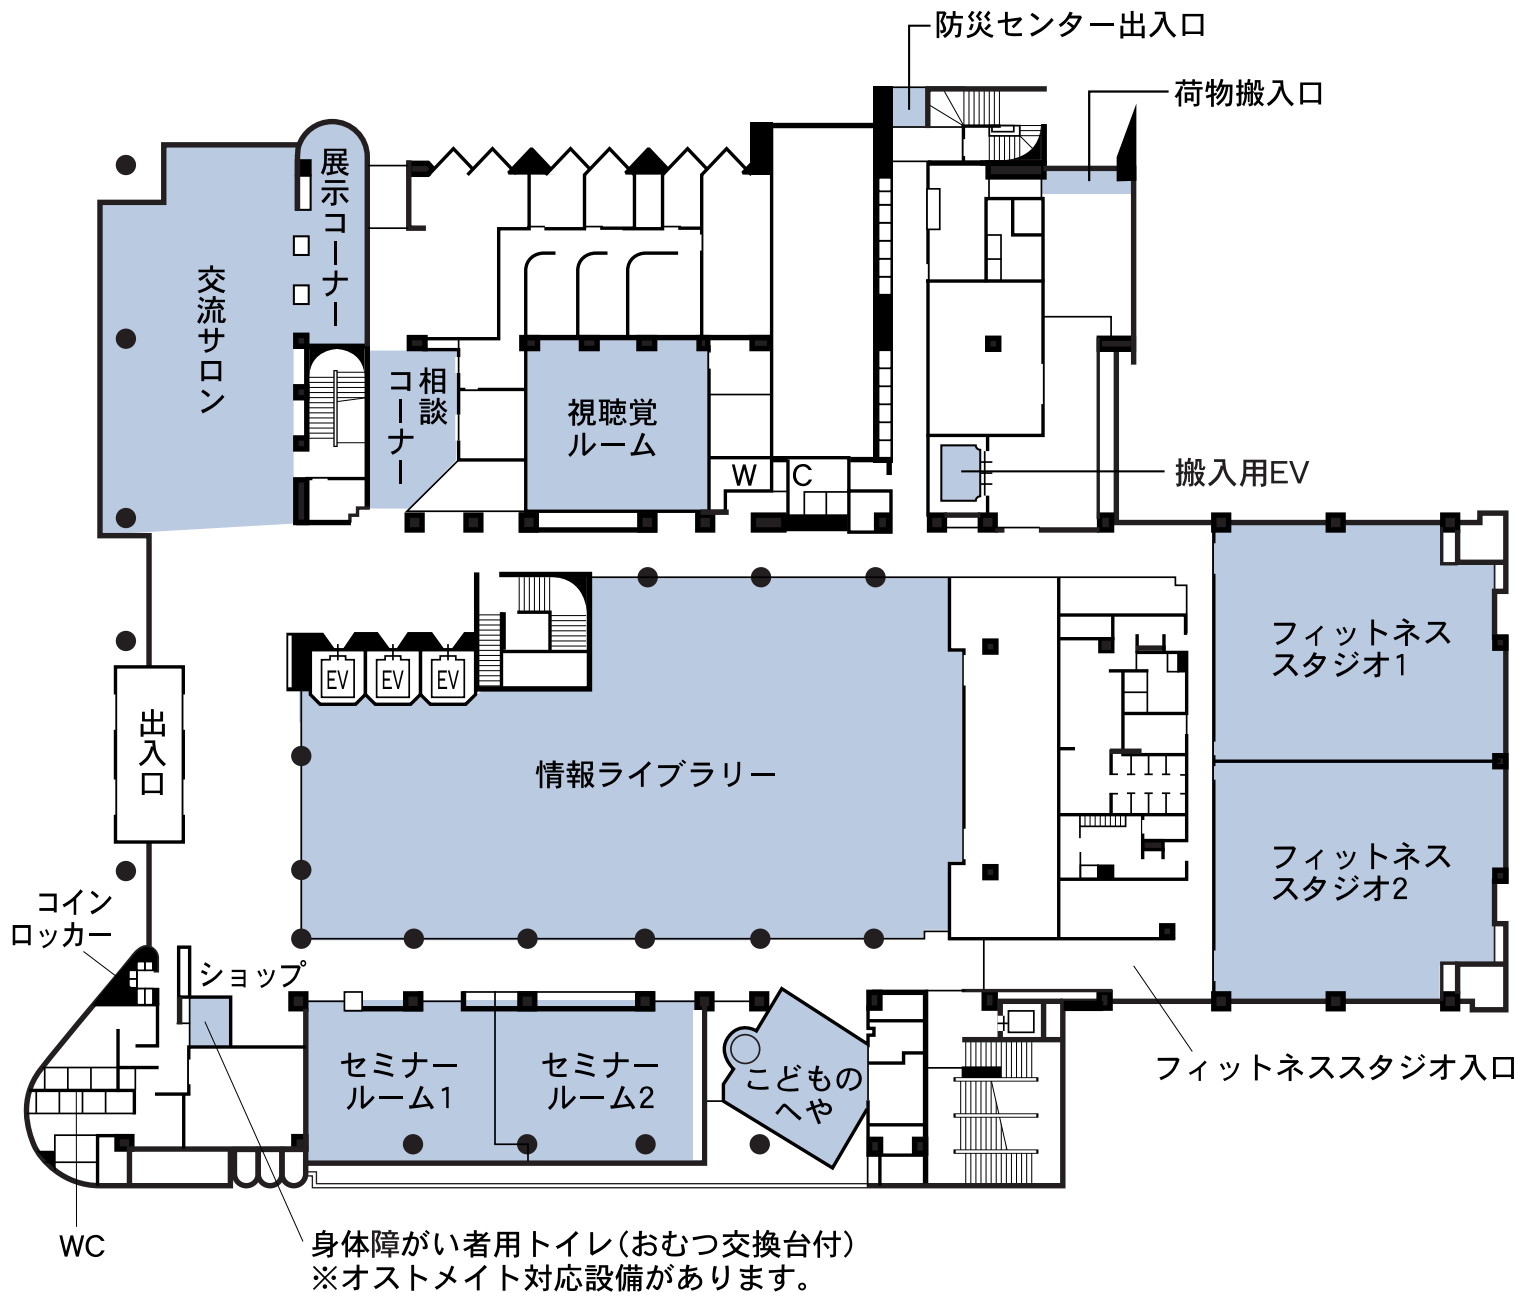 防災センター出入口
荷物搬入口
展示コーナー
交流サロン
相談
コーナー
視聴覚
ルーム
W C
搬入用EV
フィットネス
スタジオ1
EV EV EV
出入口
情報ライブラリー
フィットネス
スタジオ2
コイン
ロッカー
ショップ
セミナー
ルーム1
セミナー
ルーム2
こどもの
へや
フィットネススタジオ入口
WC
身体障がい者用トイレ(おむつ交換台付)
※オストメイト対応設備があります。